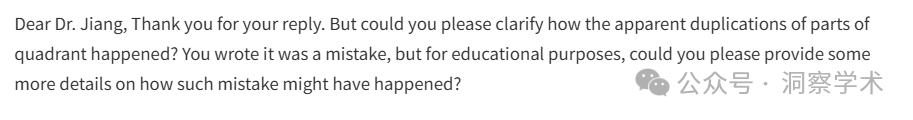 Dear Dr. Jiang, Thank you for your reply. But could you please clarify how the apparent duplications of parts of
quadrant happened? You wrote it was a mistake, but for educational purposes, could you please provide some
more details on how such mistake might have happened?
公众号 · 洞察学术